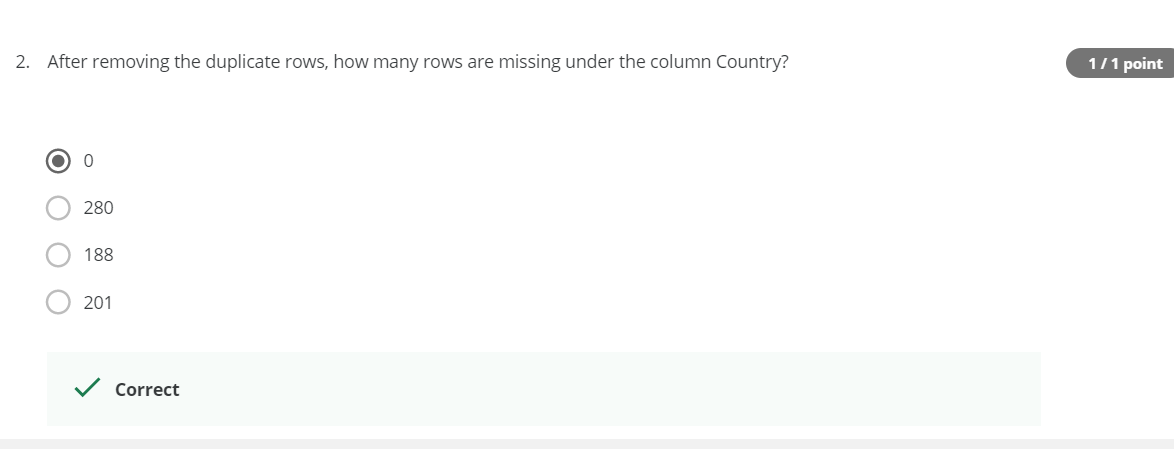 2. After removing the duplicate rows, how many rows are missing under the column Country?
1 / 1 point
0
280
188
201
Correct